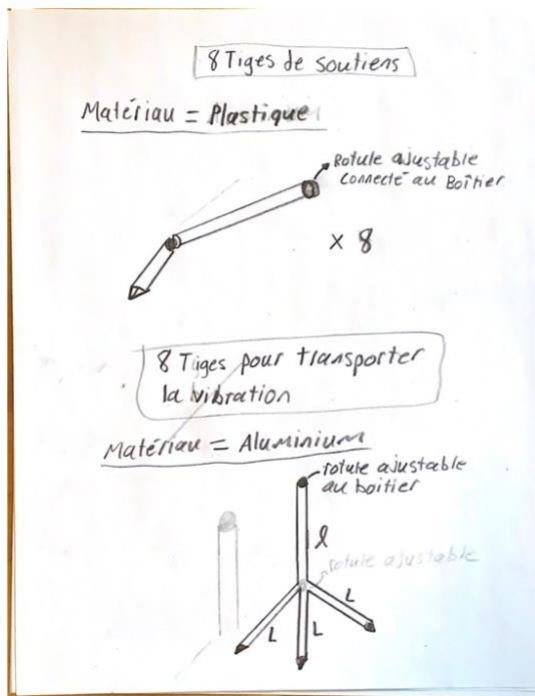 8 Tiges de soutiens
Matériau = Plastique
Rotule ajustable
connecté au Boîtier
x 8
8 Tiges pour transporter
la vibration
Matériau = Aluminium
rotule ajustable
au boitier
l
rotule ajustable
L
L
L